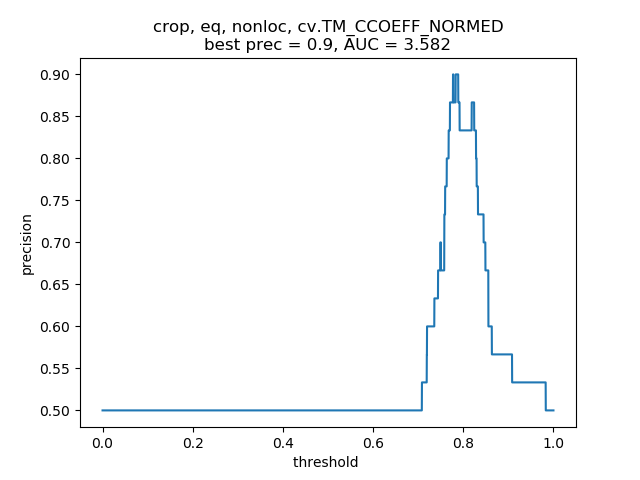 crop, eq, nonloc, cv.TM_CCOEFF_NORMED
best prec = 0.9, AUC = 3.582
0.90
0.85
0.80
0.75
0.70
0.65
0.60
0.55
0.50
precision
0.0 0.2 0.4 0.6 0.8 1.0
threshold